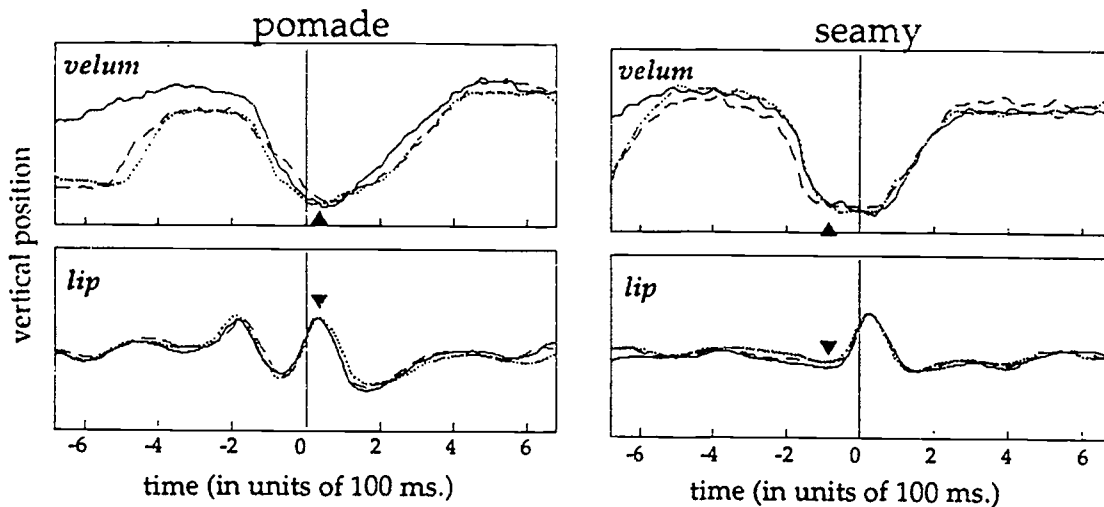 pomade
velum
vertical position
lip
-6 -4 -2 0 2 4 6
time (in units of 100 ms.)
seamy
velum
lip
-6 -4 -2 0 2 4 6
time (in units of 100 ms.)